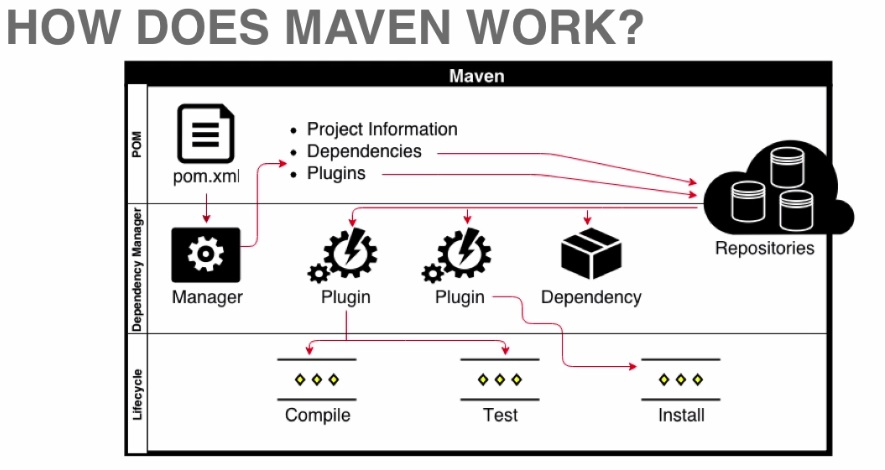 HOW DOES MAVEN WORK?
Maven
POM
pom.xml
Project Information
Dependencies
Plugins
Repositories
Dependency Manager
Manager
Plugin
Plugin
Dependency
Lifecycle
Compile
Test
Install